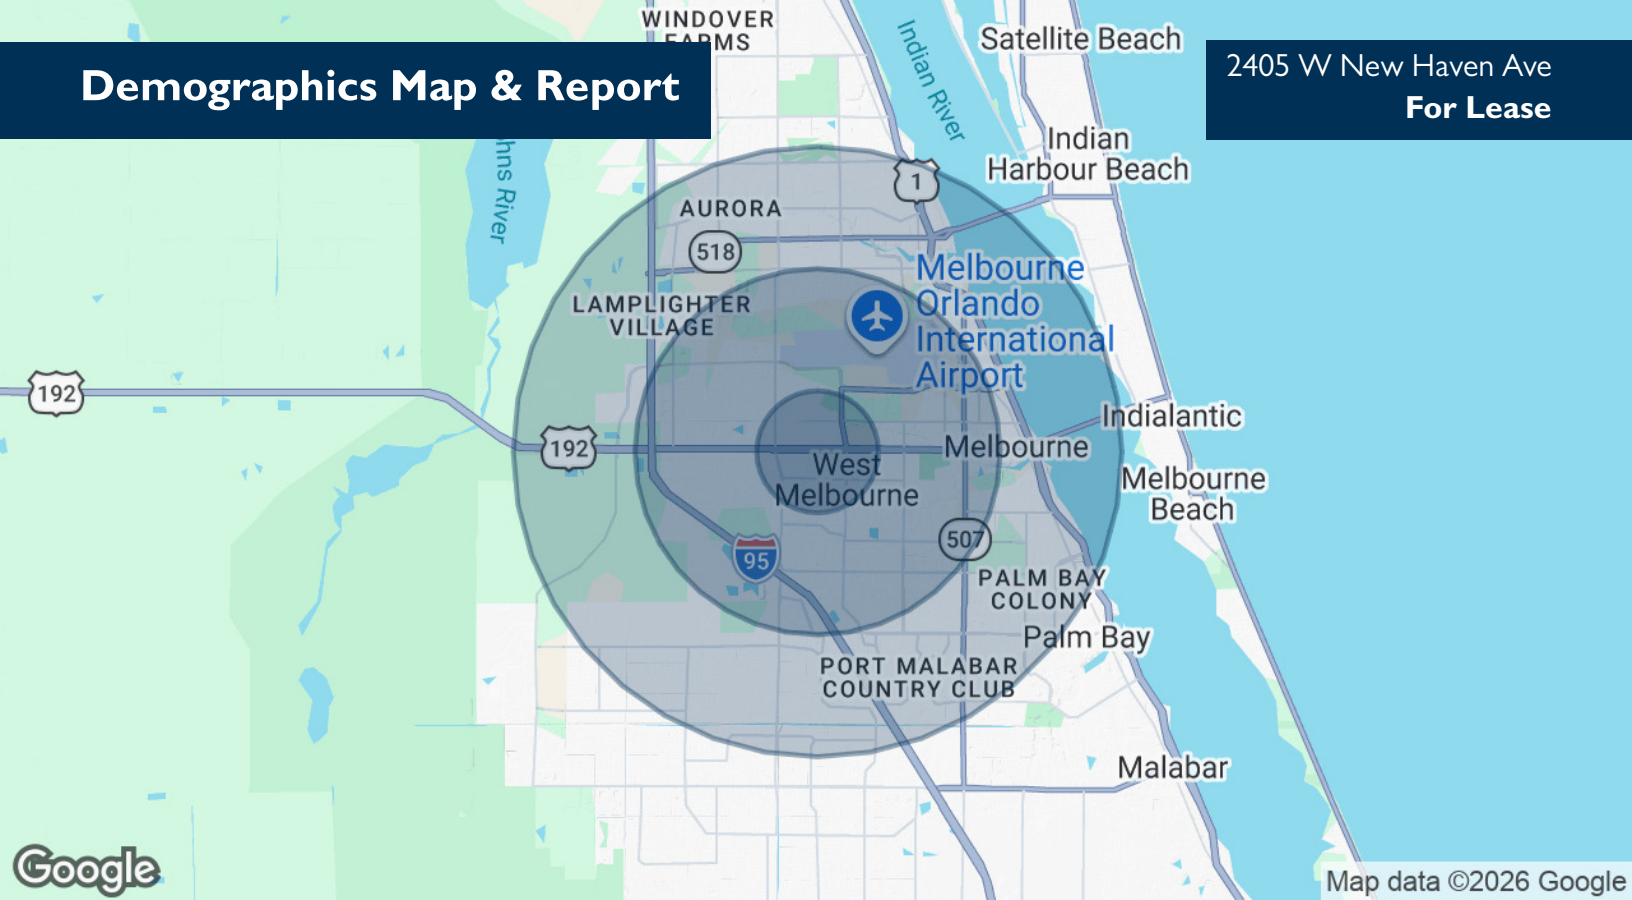 WINDOVER
FARMS
Demographics Map & Report
2405 W New Haven Ave
For Lease
Satellite Beach
Indian River
Indian
Harbour Beach
hns River
1
AURORA
518
Melbourne
Orlando
International
Airport
LAMPLIGHTER
VILLAGE
192
192
Indialantic
Melbourne
West
Melbourne
Melbourne
Beach
507
95
PALM BAY
COLONY
Palm Bay
PORT MALABAR
COUNTRY CLUB
Malabar
Google
Map data ©2026 Google